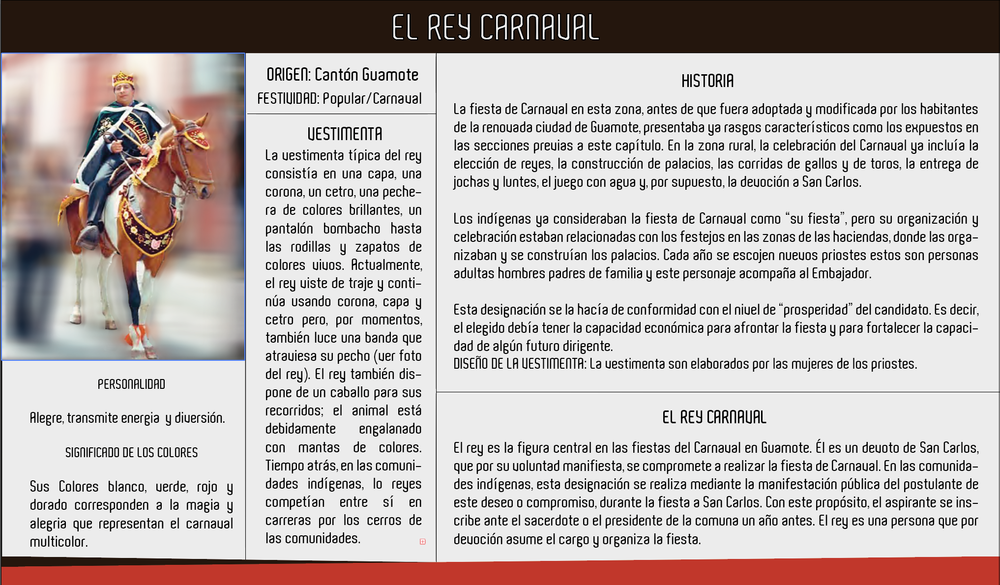 EL REY CARNAVAL
PERSONALIDAD
Alegre, transmite energia y diversión.
SIGNIFICADO DE LOS COLORES
Sus Colores blanco, verde, rojo y
dorado corresponden a la magia y
alegria que representan el carnaval
multicolor.
ORIGEN: Cantón Guamote
FESTIVIDAD: Popular/Carnaval
VESTIMENTA
La vestimenta típica del rey
consistía en una capa, una
corona, un cetro, una peche-
ra de colores brillantes, un
pantalón bombacho hasta
las rodillas y zapatos de
colores vivos. Actualmente,
el rey viste de traje y conti-
núa usando corona, capa y
cetro pero, por momentos,
también luce una banda que
atraviesa su pecho (ver foto
del rey). El rey también dis-
pone de un caballo para sus
recorridos; el animal está
debidamente engalanado
con mantas de colores.
Tiempo atrás, en las comuni-
dades indígenas, lo reyes
competían entre sí en
carreras por los cerros de
las comunidades.
HISTORIA
La fiesta de Carnaval en esta zona, antes de que fuera adoptada y modificada por los habitantes
de la renovada ciudad de Guamote, presentaba ya rasgos característicos como los expuestos en
las secciones previas a este capítulo. En la zona rural, la celebración del Carnaval ya incluía la
elección de reyes, la construcción de palacios, las corridas de gallos y de toros, la entrega de
jochas y luntes, el juego con agua y, por supuesto, la devoción a San Carlos.
Los indígenas ya consideraban la fiesta de Carnaval como “su fiesta”, pero su organización y
celebración estaban relacionadas con los festejos en las zonas de las haciendas, donde las orga-
nizaban y se construían los palacios. Cada año se escojen nuevos priostes estos son personas
adultas hombres padres de familia y este personaje acompaña al Embajador.
Esta designación se la hacía de conformidad con el nivel de “prosperidad” del candidato. Es decir,
el elegido debía tener la capacidad económica para afrontar la fiesta y para fortalecer la capaci-
dad de algún futuro dirigente.
DISEÑO DE LA VESTIMENTA: La vestimenta son elaborados por las mujeres de los priostes.
EL REY CARNAVAL
El rey es la figura central en las fiestas del Carnaval en Guamote. Él es un devoto de San Carlos,
que por su voluntad manifiesta, se compromete a realizar la fiesta de Carnaval. En las comunida-
des indígenas, esta designación se realiza mediante la manifestación pública del postulante de
este deseo o compromiso, durante la fiesta a San Carlos. Con este propósito, el aspirante se ins-
cribe ante el sacerdote o el presidente de la comuna un año antes. El rey es una persona que por
devoción asume el cargo y organiza la fiesta.